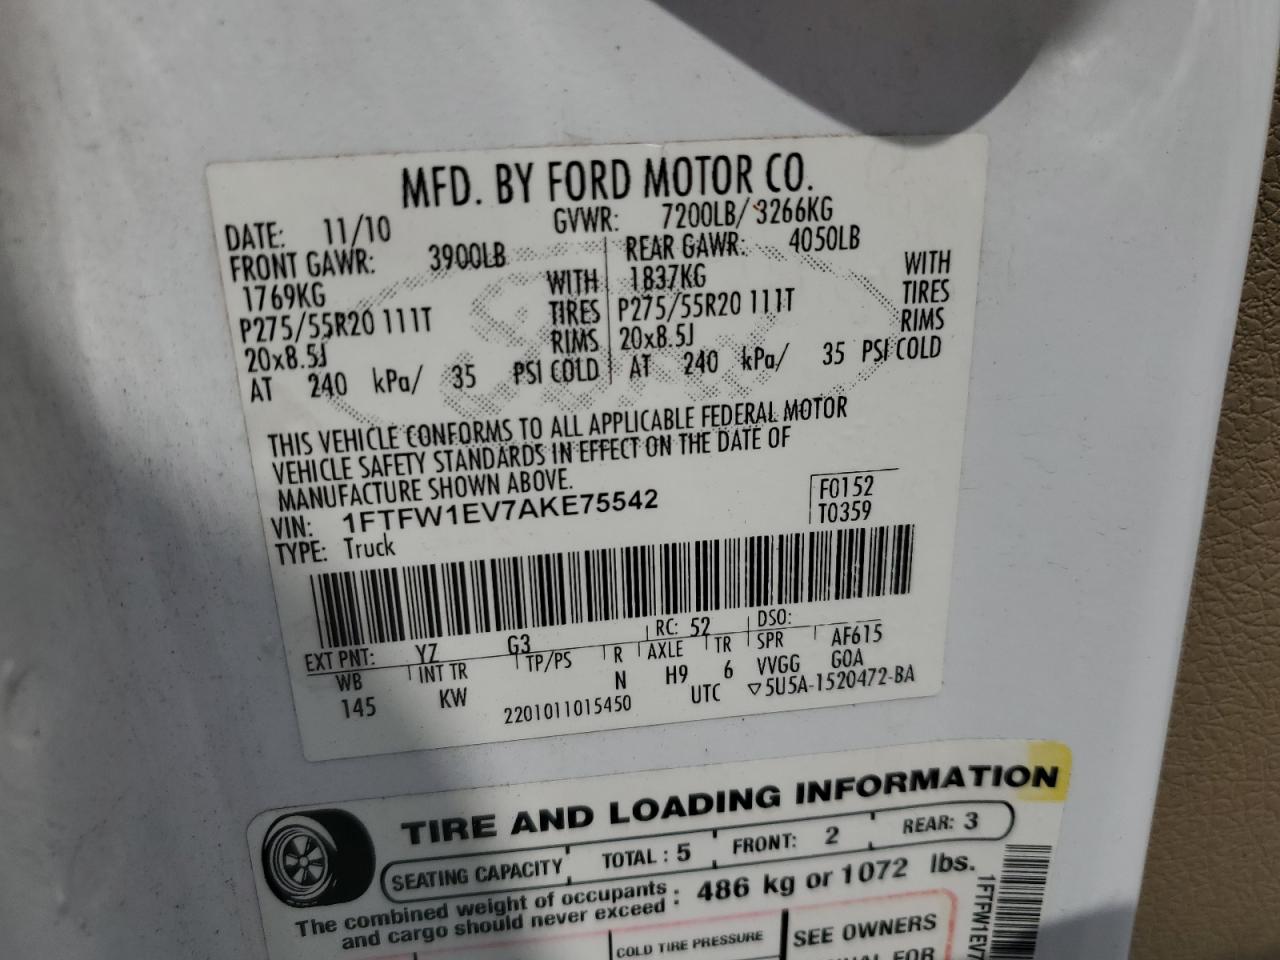 MFD. BY FORD MOTOR CO.
DATE: 11/10 GVWR: 7200LB/ 3266KG
FRONT GAWR: 3900LB REAR GAWR: 4050LB
1769KG WITH 1837KG WITH
P275/55R20 111T TIRES P275/55R20 111T TIRES
20x8.5J RIMS 20x8.5J RIMS
AT 240 kPa/ 35 PSI COLD AT 240 kPa/ 35 PSI COLD
THIS VEHICLE CONFORMS TO ALL APPLICABLE FEDERAL MOTOR
VEHICLE SAFETY STANDARDS IN EFFECT ON THE DATE OF
MANUFACTURE SHOWN ABOVE.
VIN: 1FTFW1EV7AKE75542 F0152
TYPE: Truck T0359
EXT PNT: YZ G3 RC: 52 DSO:
WB INT TR TP/PS R AXLE TR SPR AF615
145 KW N H9 6 VVGG GOA
2201011015450 UTC ▽5U5A-1520472-BA
TIRE AND LOADING INFORMATION
SEATING CAPACITY TOTAL : 5 FRONT: 2 REAR: 3
The combined weight of occupants
and cargo should never exceed : 486 kg or 1072 lbs.
COLD TIRE PRESSURE SEE OWNERS
FOR
1FTFW1EV7